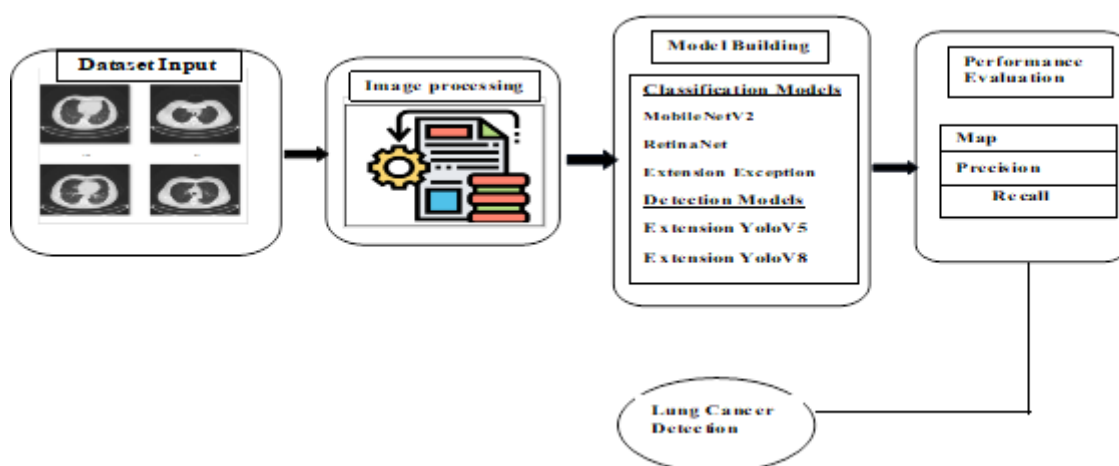 Dataset Input
Image processing
Model Building
Classification Models
MobileNetV2
RetinaNet
Extension Exception
Detection Models
Extension YoloV5
Extension YoloV8
Performance
Evaluation
Map
Precision
Recall
Lung Cancer
Detection